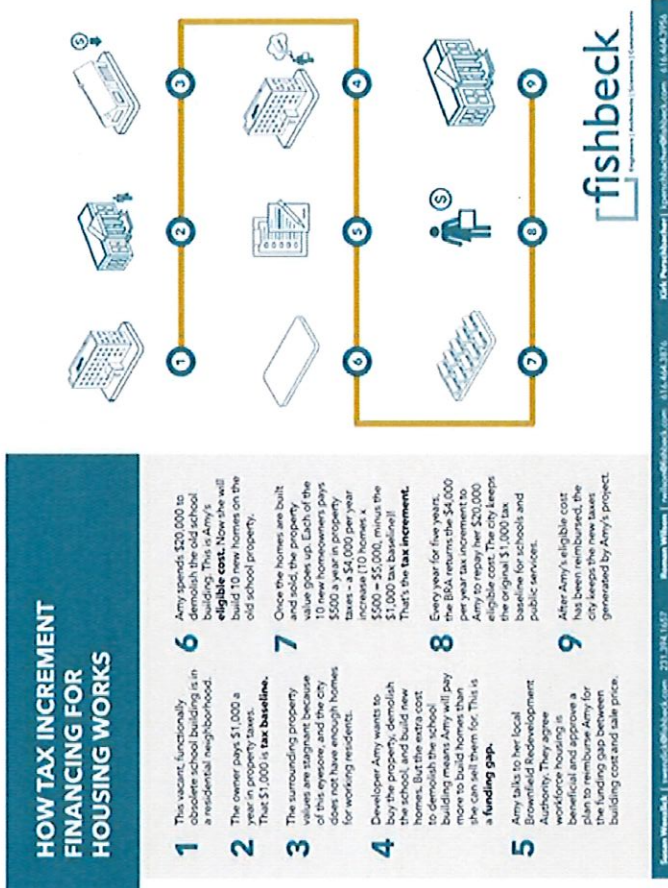 HOW TAX INCREMENT
FINANCING FOR
HOUSING WORKS
1
This vacant, functionally
obsolete school building is in
a residential neighborhood.
2
The owner pays $1,000 a
year in property taxes.
That $1,000 is tax baseline.
3
The surrounding property
values are stagnant because
of this eyesore, and the city
does not have enough homes
for working residents.
4
Developer Amy wants to
buy the property, demolish
the school, and build new
homes. But the extra cost
to demolish the school
building means Amy will pay
more to build homes than
she can sell them for. This is
a funding gap.
5
Amy talks to her local
Brownfield Redevelopment
Authority. They agree
workforce housing is
beneficial and approve a
plan to reimburse Amy for
the funding gap between
building cost and sale price.
6
Amy spends $20,000 to
demolish the old school
building. This is Amy's
eligible cost. Now she will
build 10 new homes on the
old school property.
7
Once the homes are built
and sold, the property
value goes up. Each of the
10 new homeowners pays
$500 a year in property
taxes - a $4,000 per year
increase (10 homes x
$500 = $5,000, minus the
$1,000 tax baseline)!
That's the tax increment.
8
Every year for five years,
the BRA returns the $4,000
per year tax increment to
Amy to repay her $20,000
eligible cost. The city keeps
the original $1,000 tax
baseline for schools and
public services.
9
After Amy's eligible cost
has been reimbursed, the
city keeps the new taxes
generated by Amy's project.
1
2
3
$
6
5
4
7
8
9
$
fishbeck
Engineers | Architects | Scientists | Constructors
231.394.1657
616.464.3876
616.464.3956